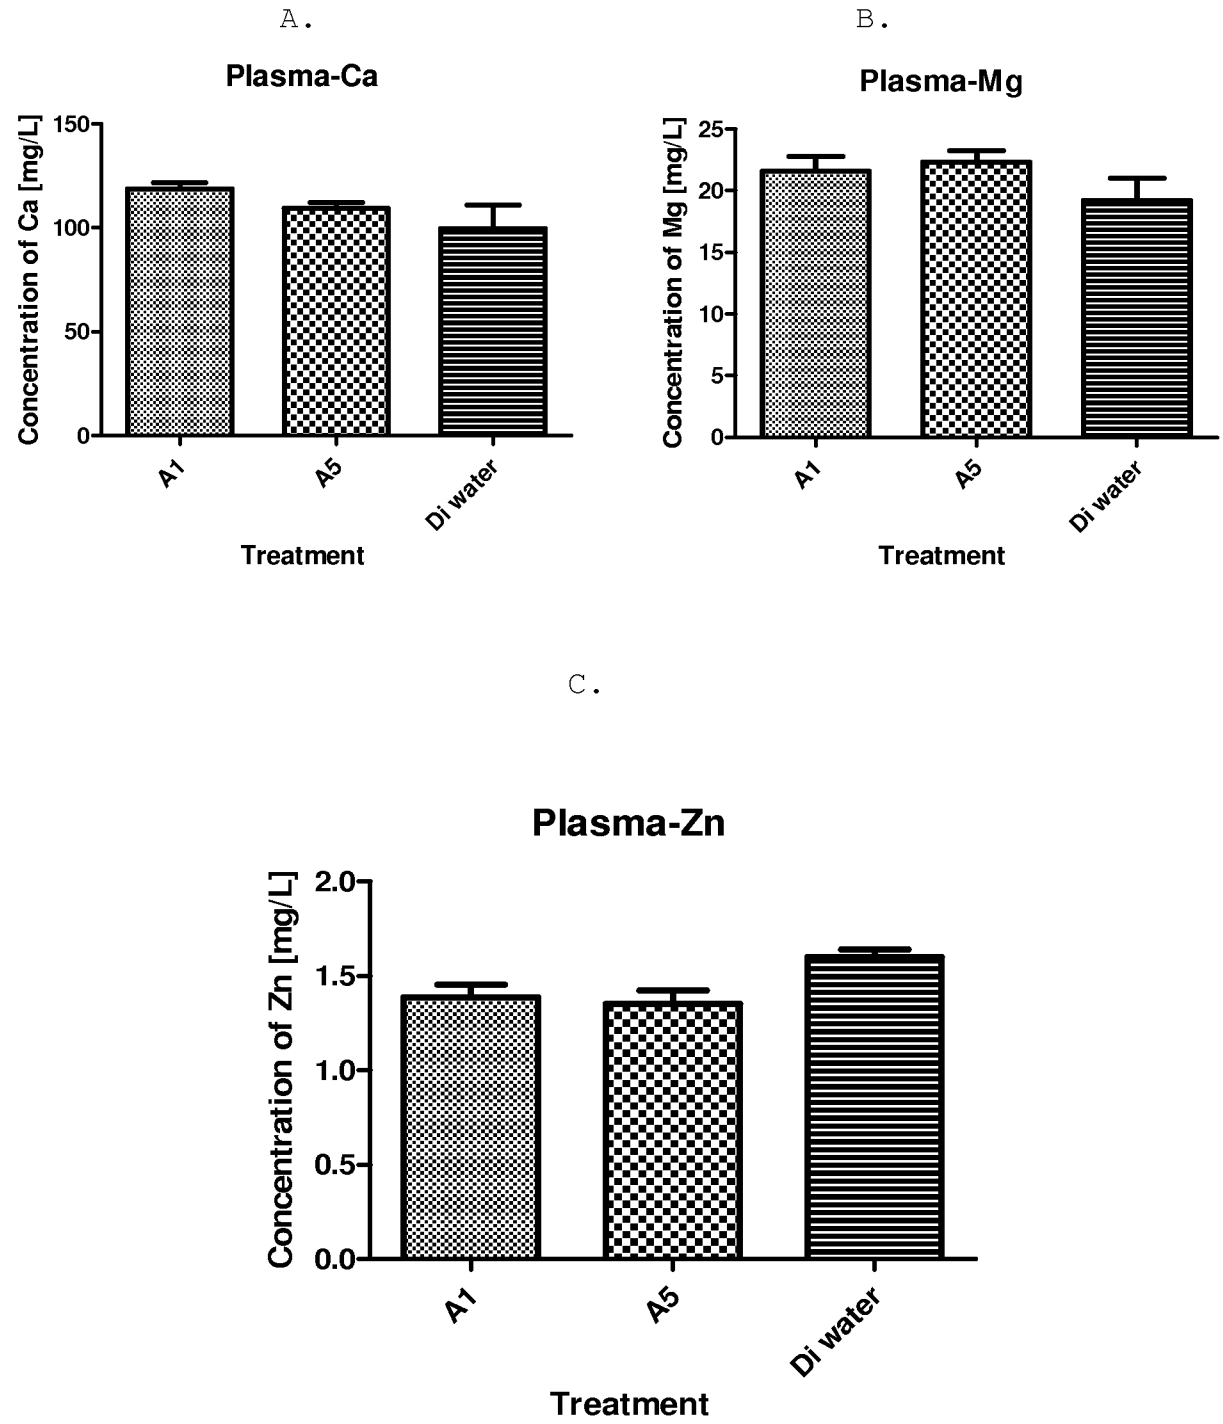 A.
Plasma-Ca
Concentration of Ca [mg/L]
150
100
50
0
A1
A5
Di water
Treatment
B.
Plasma-Mg
Concentration of Mg [mg/L]
25
20
15
10
5
0
A1
A5
Di water
Treatment
C.
Plasma-Zn
Concentration of Zn [mg/L]
2.0
1.5
1.0
0.5
0.0
A1
A5
Di water
Treatment